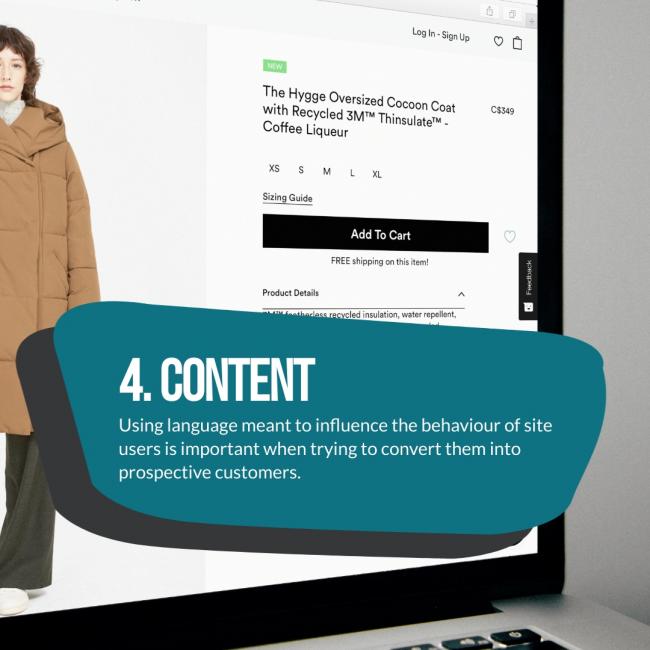 Log In - Sign Up
NEW
The Hygge Oversized Cocoon Coat
with Recycled 3M™ Thinsulate™ -
Coffee Liqueur
C$349
XS S M L XL
Sizing Guide
Add To Cart
FREE shipping on this item!
Feedback
Product Details
featherless recycled insulation, water repellent,
4. CONTENT
Using language meant to influence the behaviour of site
users is important when trying to convert them into
prospective customers.